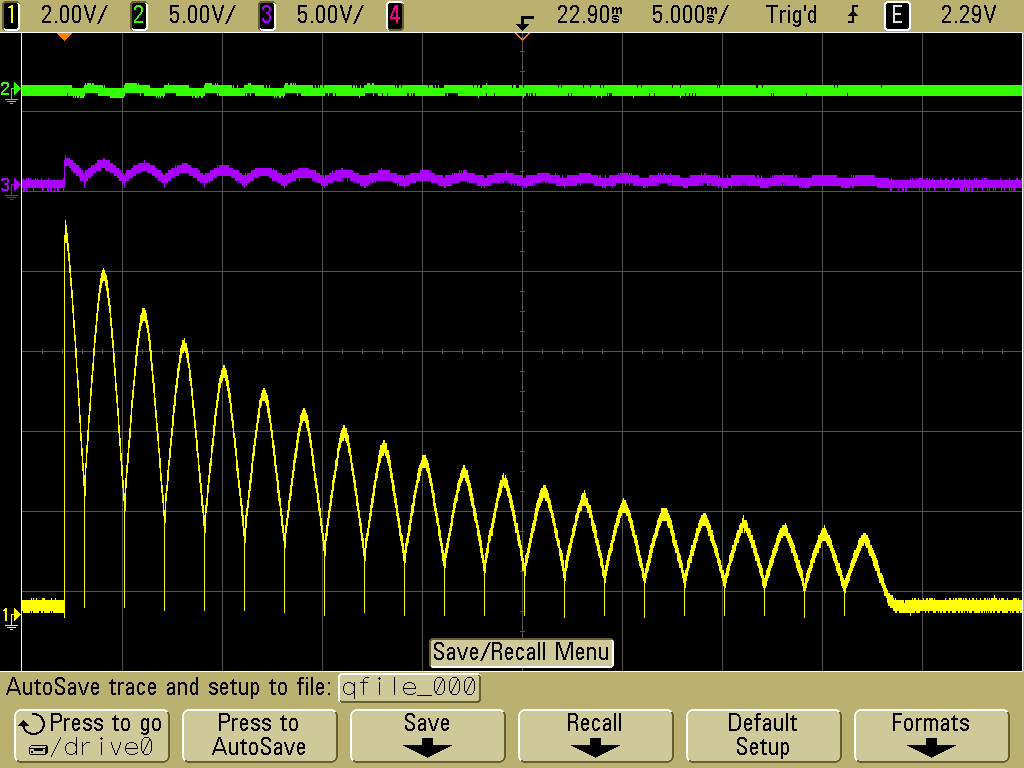 1 2.00V/ 2 5.00V/ 3 5.00V/ 4 22.90ms 5.000ms/ Trig'd E 2.29V
2
3
1
Save/Recall Menu
AutoSave trace and setup to file: qfile_000
Press to go
/drive0
Press to
AutoSave
Save
Recall
Default
Setup
Formats